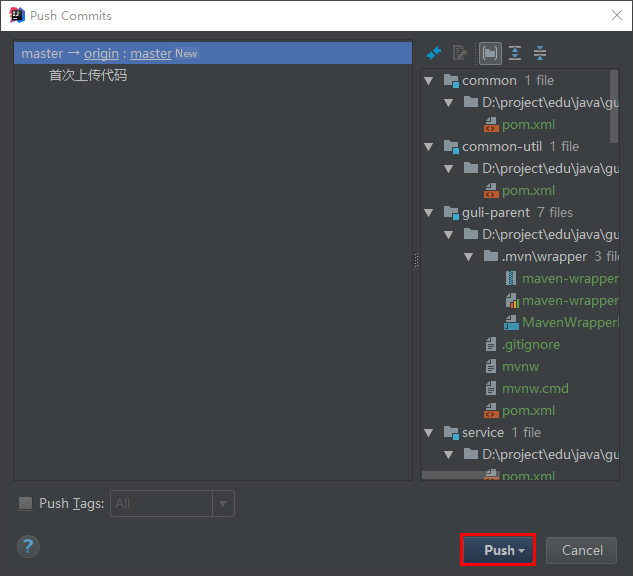 Push Commits
master → origin : master New
首次上传代码
common 1 file
D:\project\edu\java\gu
pom.xml
common-util 1 file
D:\project\edu\java\gu
pom.xml
guli-parent 7 files
D:\project\edu\java\gu
.mvn\wrapper 3 file
maven-wrapper
maven-wrapper
MavenWrapper
.gitignore
mvnw
mvnw.cmd
pom.xml
service 1 file
D:\project\edu\java\gu
pom.xml
Push Tags: All
? Push Cancel